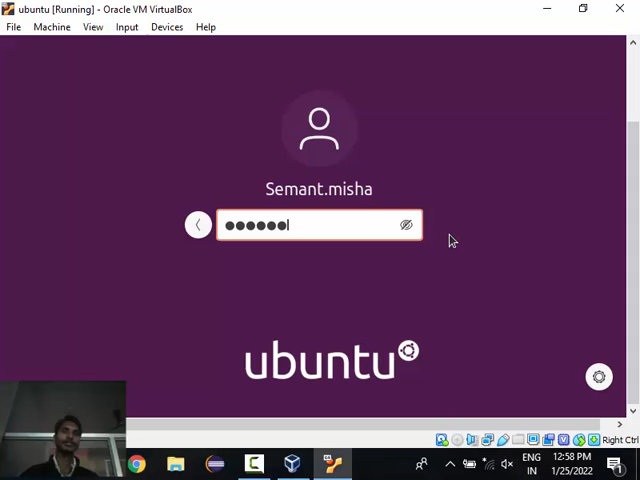 ubuntu [Running] - Oracle VM VirtualBox
File Machine View Input Devices Help
Semant.misha
ubuntu
Right Ctrl
ENG 12:58 PM
IN 1/25/2022
1